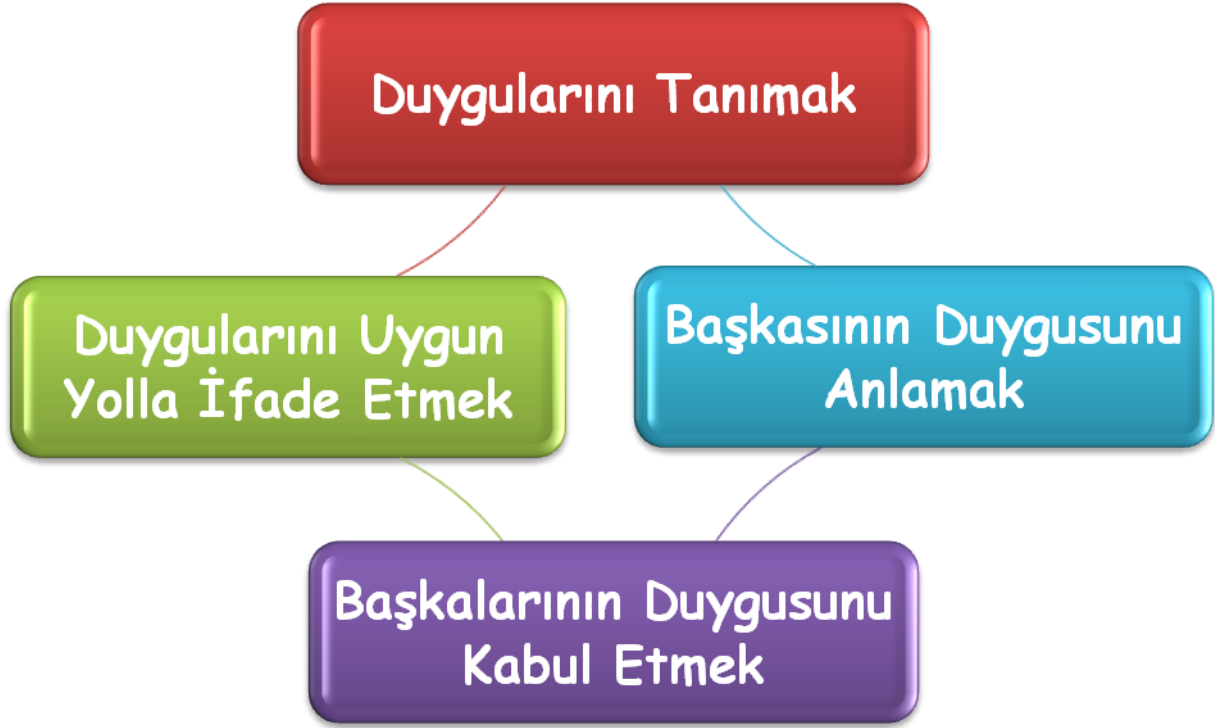 Duygularını Tanımak
Duygularını Uygun
Yolla İfade Etmek
Başkasının Duygusunu
Anlamak
Başkalarının Duygusunu
Kabul Etmek